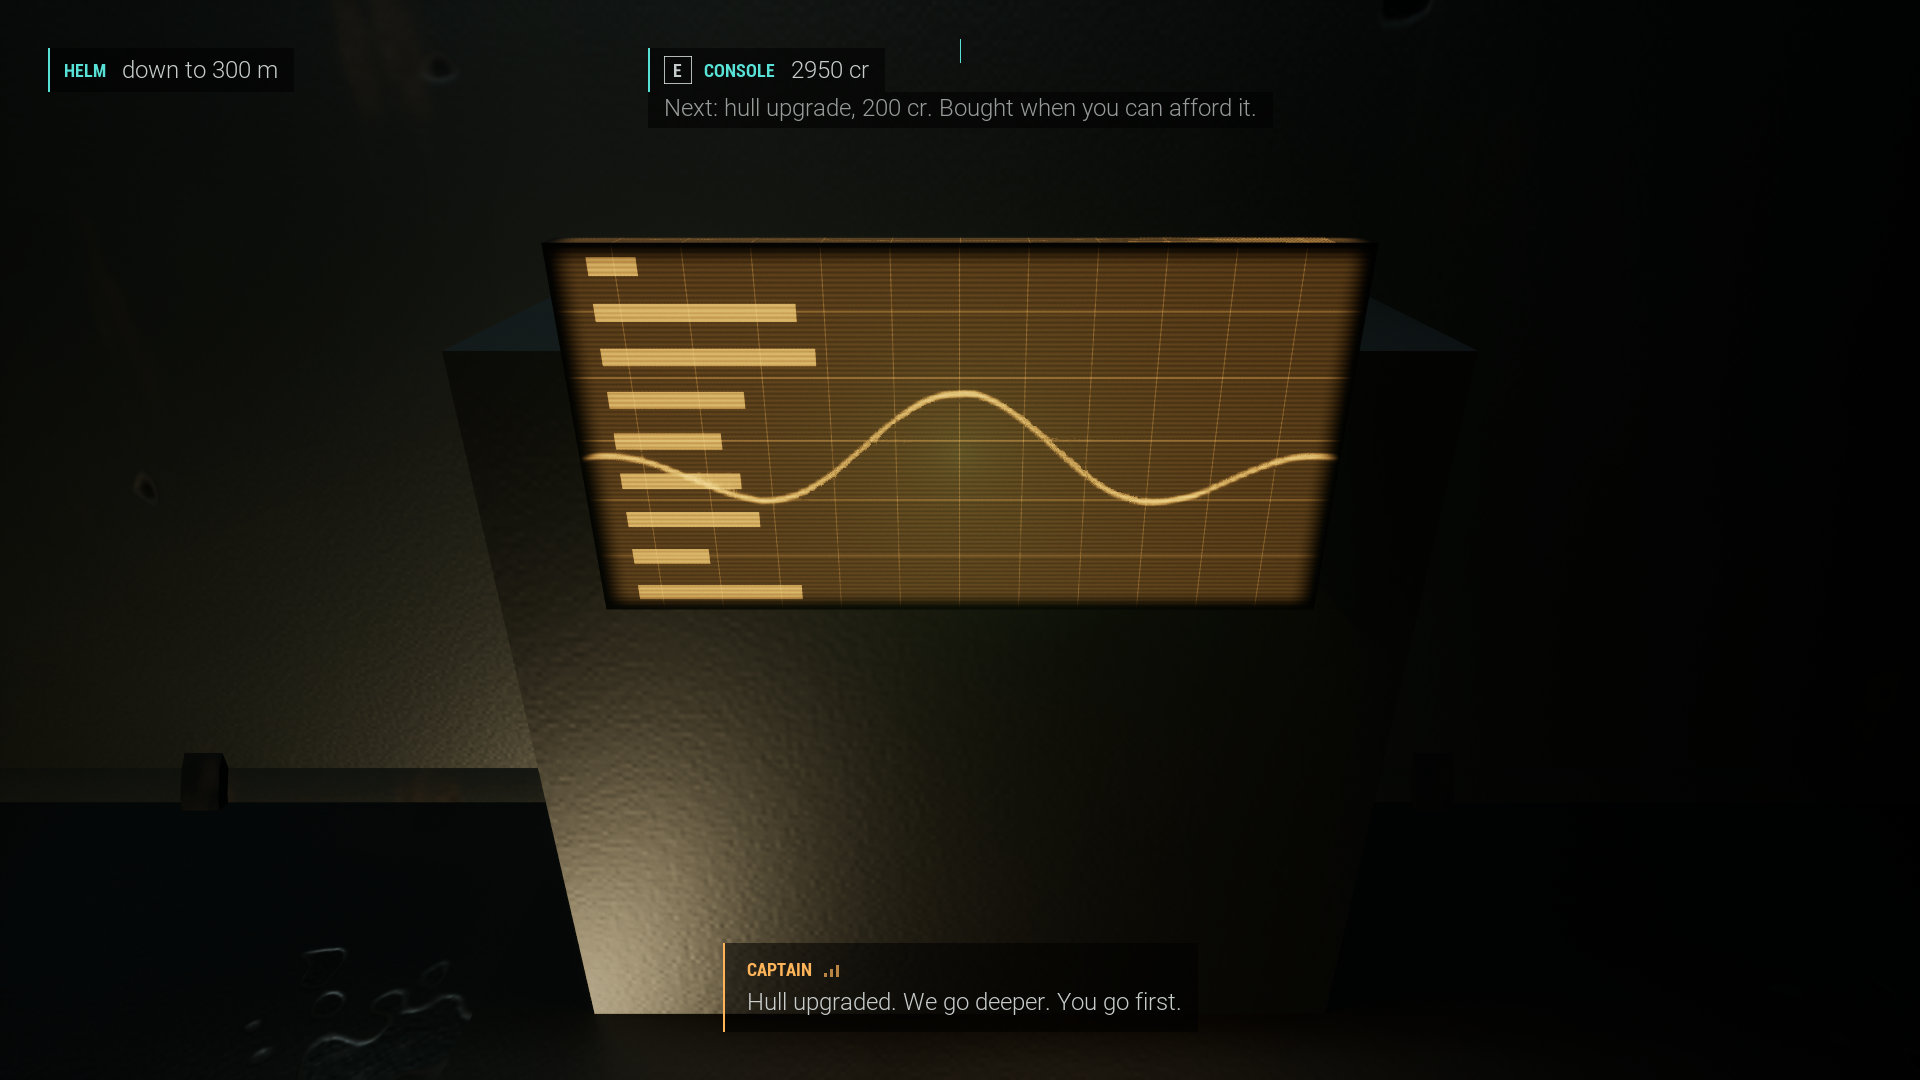 HELM down to 300 m
E CONSOLE 2950 cr
Next: hull upgrade, 200 cr. Bought when you can afford it.
CAPTAIN
Hull upgraded. We go deeper. You go first.